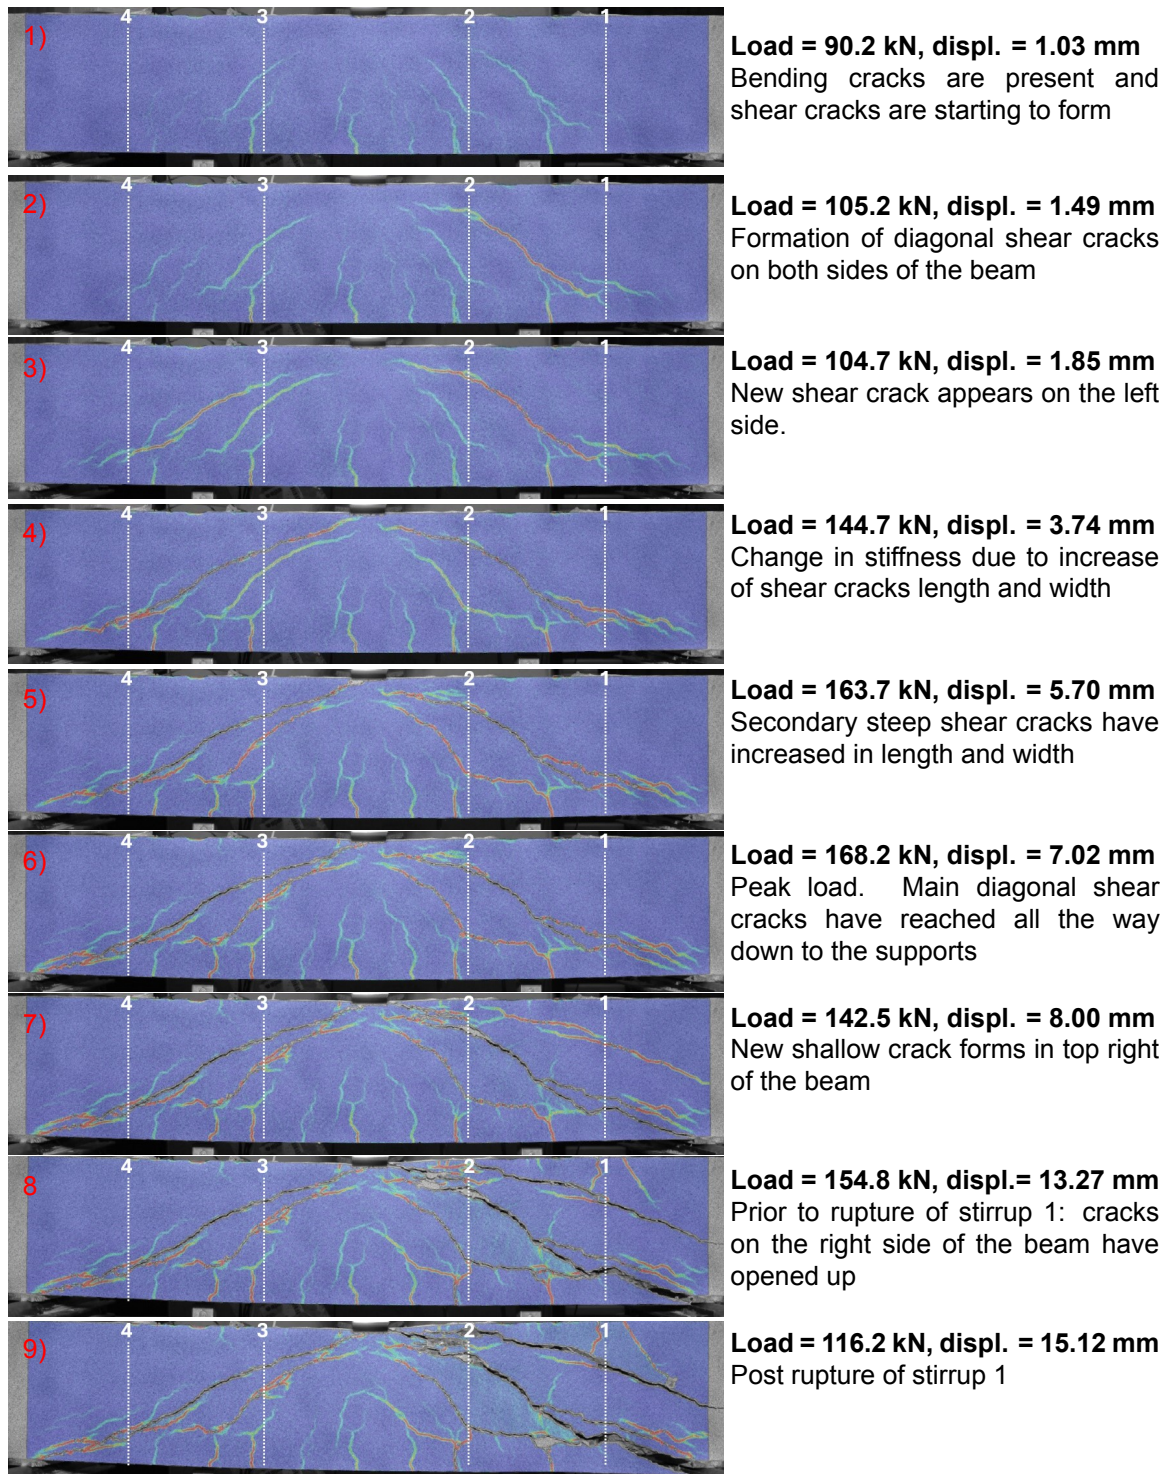 4 3 2 1
1)
Load = 90.2 kN, displ. = 1.03 mm
Bending cracks are present and
shear cracks are starting to form
4 3 2 1
2)
Load = 105.2 kN, displ. = 1.49 mm
Formation of diagonal shear cracks
on both sides of the beam
4 3 2 1
3)
Load = 104.7 kN, displ. = 1.85 mm
New shear crack appears on the left
side.
4 3 2 1
4)
Load = 144.7 kN, displ. = 3.74 mm
Change in stiffness due to increase
of shear cracks length and width
4 3 2 1
5)
Load = 163.7 kN, displ. = 5.70 mm
Secondary steep shear cracks have
increased in length and width
4 3 2 1
6)
Load = 168.2 kN, displ. = 7.02 mm
Peak load. Main diagonal shear
cracks have reached all the way
down to the supports
4 3 2 1
7)
Load = 142.5 kN, displ. = 8.00 mm
New shallow crack forms in top right
of the beam
4 3 2 1
8
Load = 154.8 kN, displ.= 13.27 mm
Prior to rupture of stirrup 1: cracks
on the right side of the beam have
opened up
4 3 2 1
9)
Load = 116.2 kN, displ. = 15.12 mm
Post rupture of stirrup 1